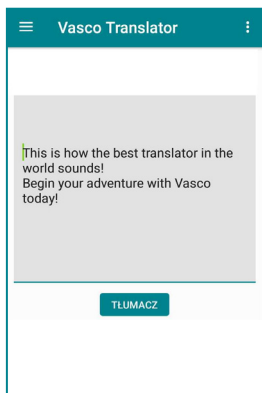 Vasco Translator
This is how the best translator in the
world sounds!
Begin your adventure with Vasco
today!
TŁUMACZ